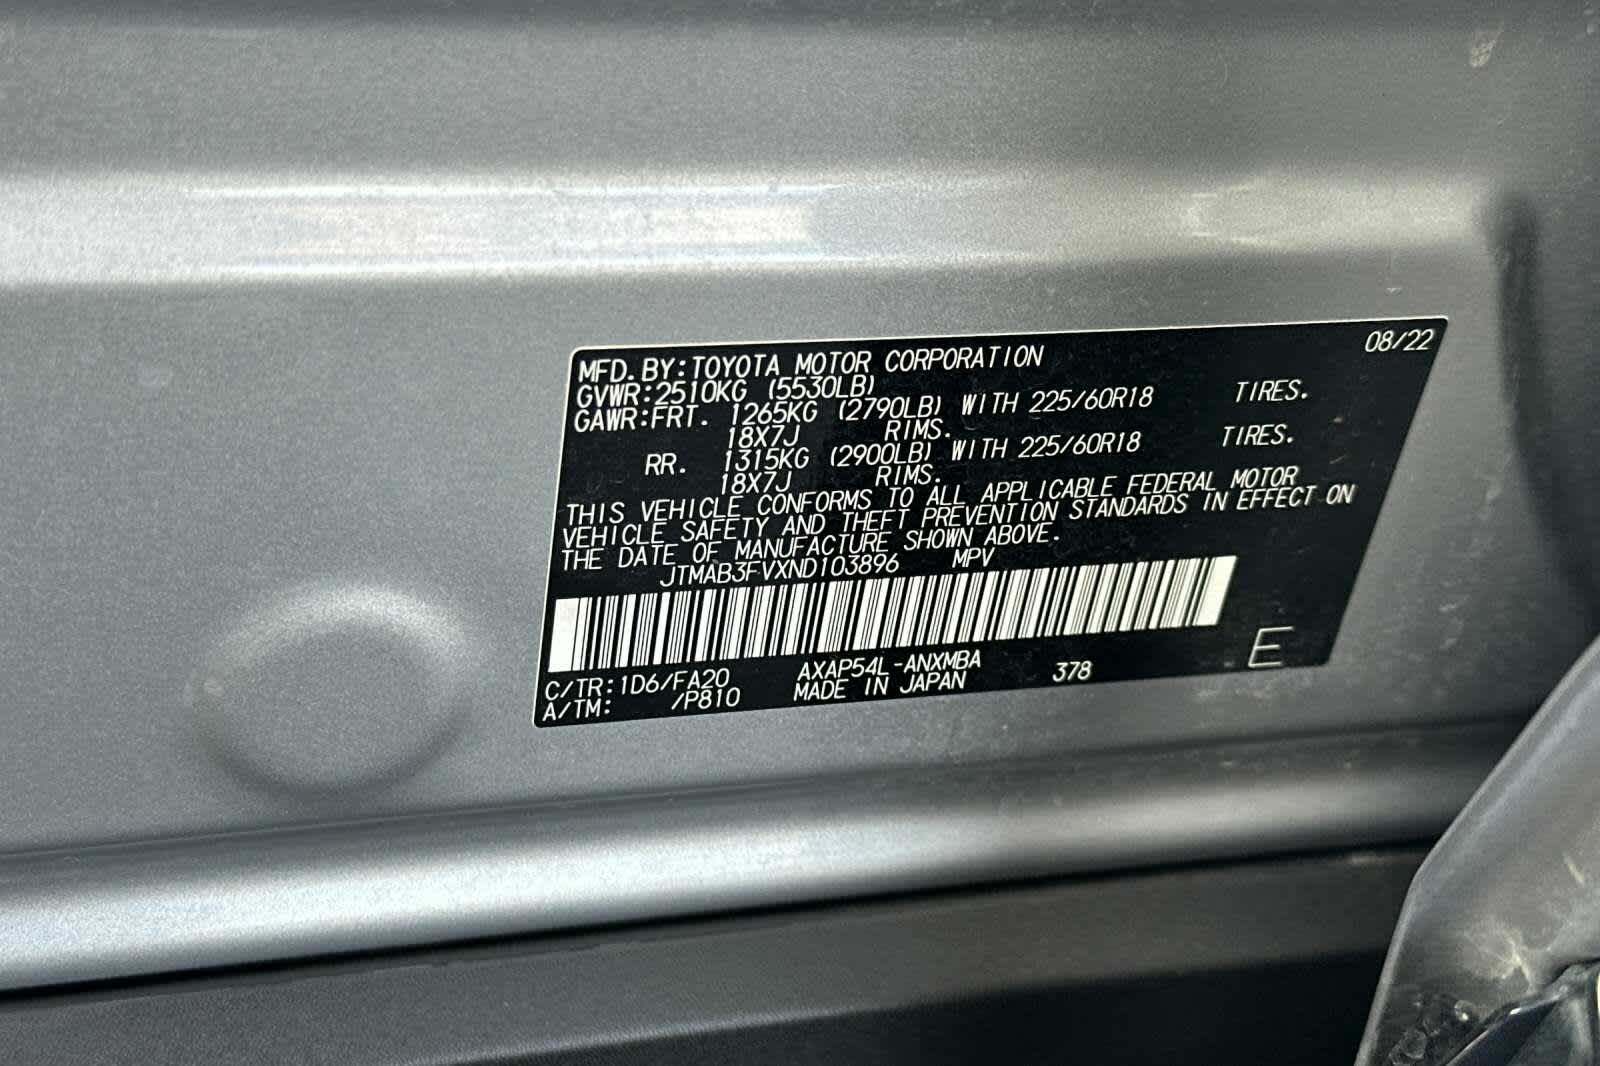 MFD. BY: TOYOTA MOTOR CORPORATION 08/22
GVWR: 2510KG (5530LB)
GAWR: FRT. 1265KG (2790LB) WITH 225/60R18 TIRES.
18X7J RIMS.
RR. 1315KG (2900LB) WITH 225/60R18 TIRES.
18X7J RIMS.
THIS VEHICLE CONFORMS TO ALL APPLICABLE FEDERAL MOTOR
VEHICLE SAFETY AND THEFT PREVENTION STANDARDS IN EFFECT ON
THE DATE OF MANUFACTURE SHOWN ABOVE.
JTMAB3FVXND103896 MPV
C/TR: 1D6/FA20 AXAP54L-ANXMBA 378 E
A/TM: /P810 MADE IN JAPAN